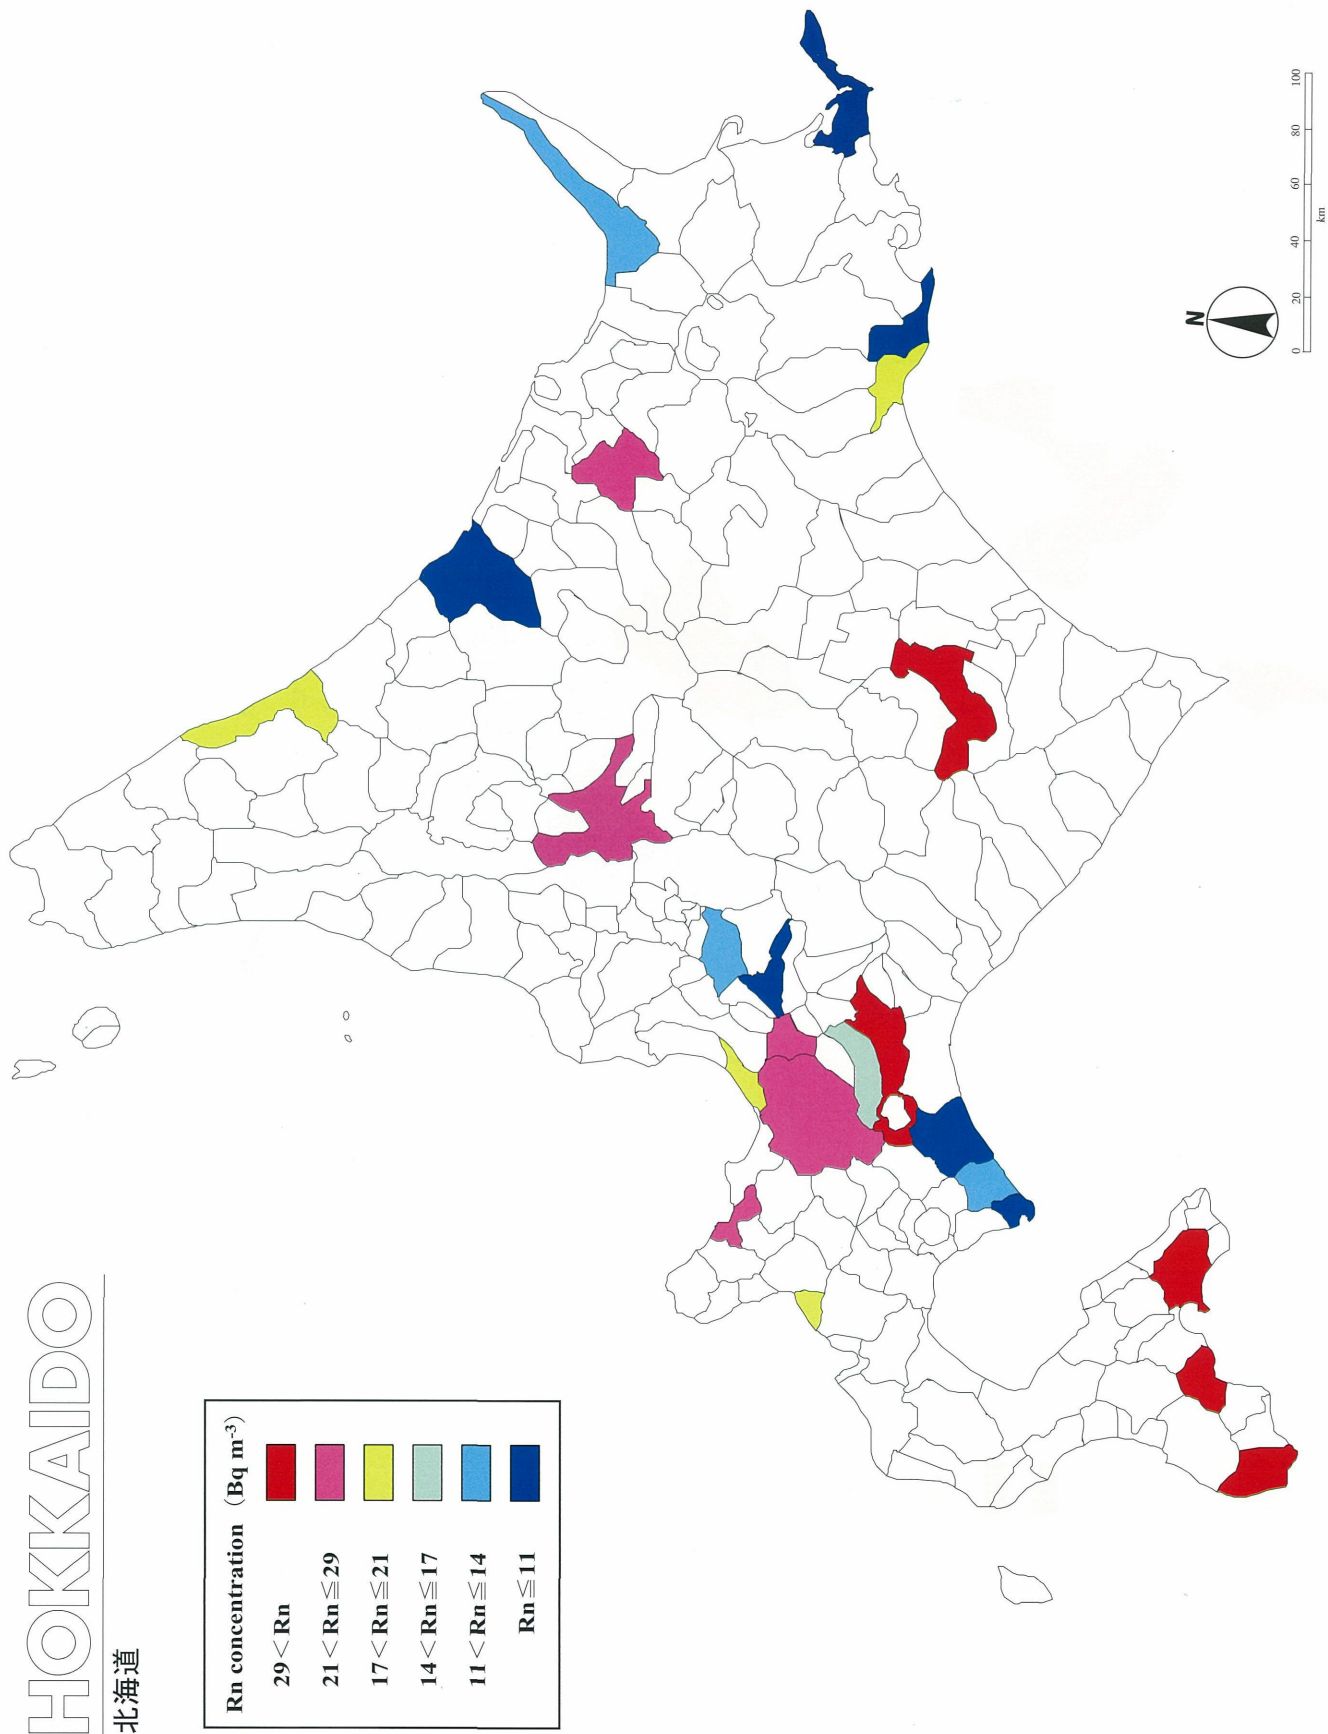 HOKKAIDO
北海道
Rn concentration (Bq m⁻³)
29＜Rn
21＜Rn≦29
17＜Rn≦21
14＜Rn≦17
11＜Rn≦14
Rn≦11
N
0 20 40 60 80 100
km